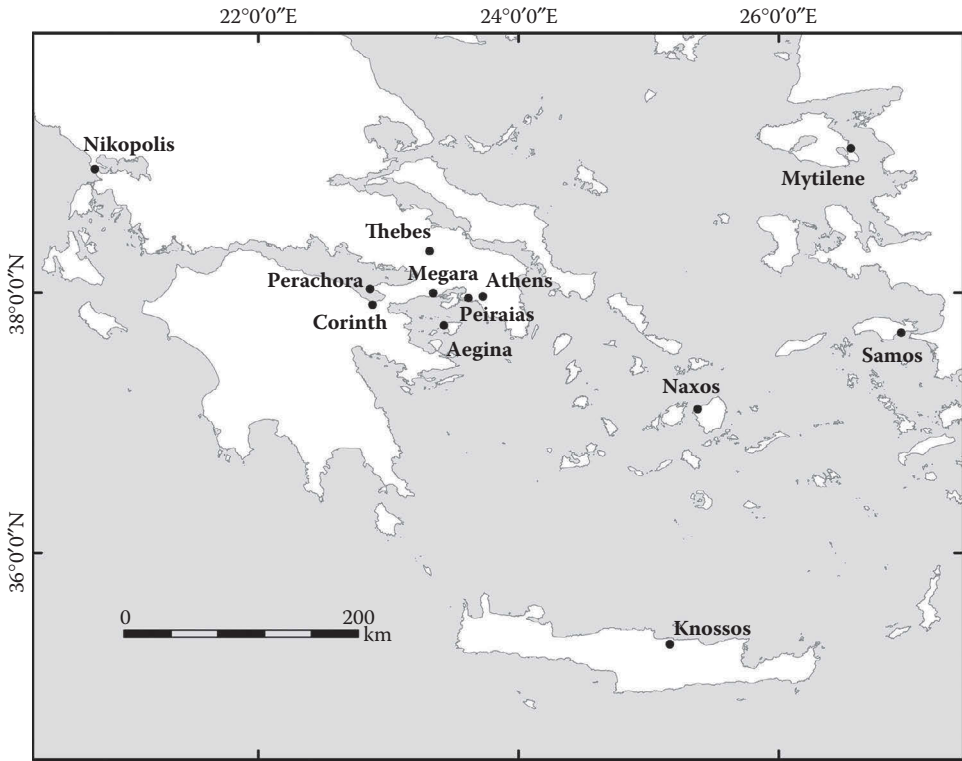 22°0′0″E
24°0′0″E
26°0′0″E
Nikopolis
Mytilene
Thebes
38°0′0″N
Perachora
Megara
Athens
Corinth
Peiraias
Aegina
Samos
Naxos
36°0′0″N
0
200
km
Knossos